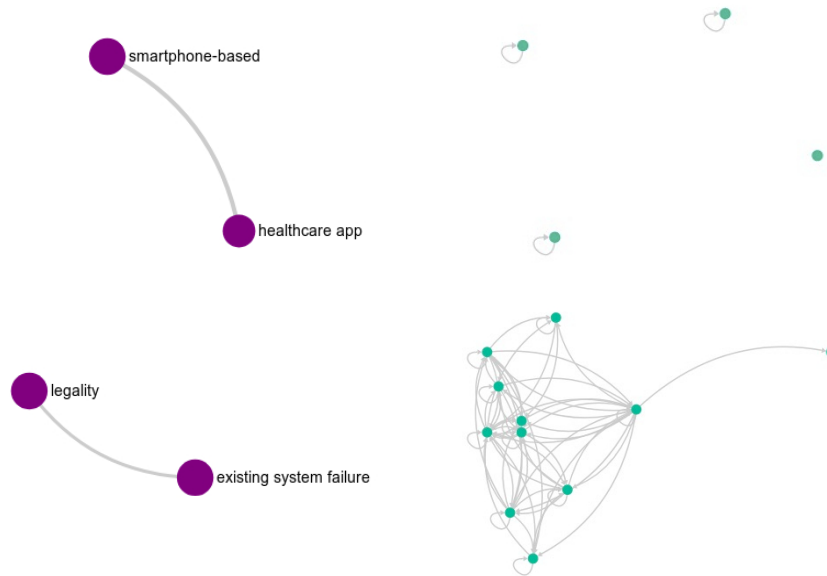 smartphone-based
healthcare app
legality
existing system failure